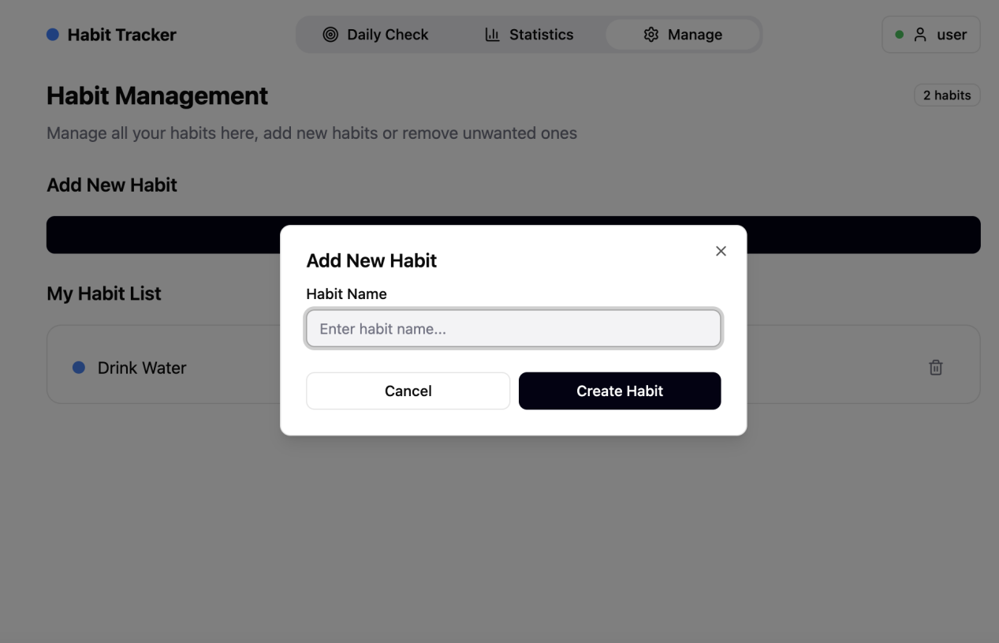 Habit Tracker
Daily Check
Statistics
Manage
user
Habit Management
2 habits
Manage all your habits here, add new habits or remove unwanted ones
Add New Habit
Add New Habit
Habit Name
Enter habit name...
Cancel
Create Habit
My Habit List
Drink Water